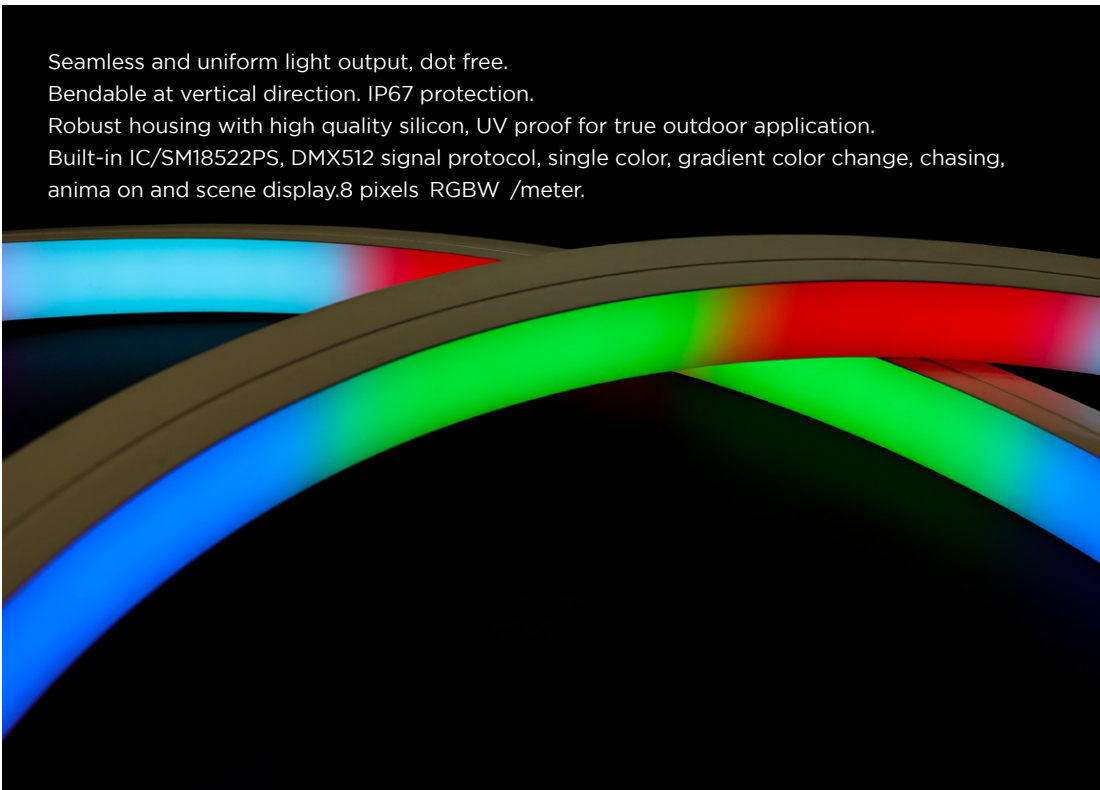 Seamless and uniform light output, dot free.
Bendable at vertical direction. IP67 protection.
Robust housing with high quality silicon, UV proof for true outdoor application.
Built-in IC/SM18522PS, DMX512 signal protocol, single color, gradient color change, chasing,
anima on and scene display.8 pixels  RGBW  /meter.